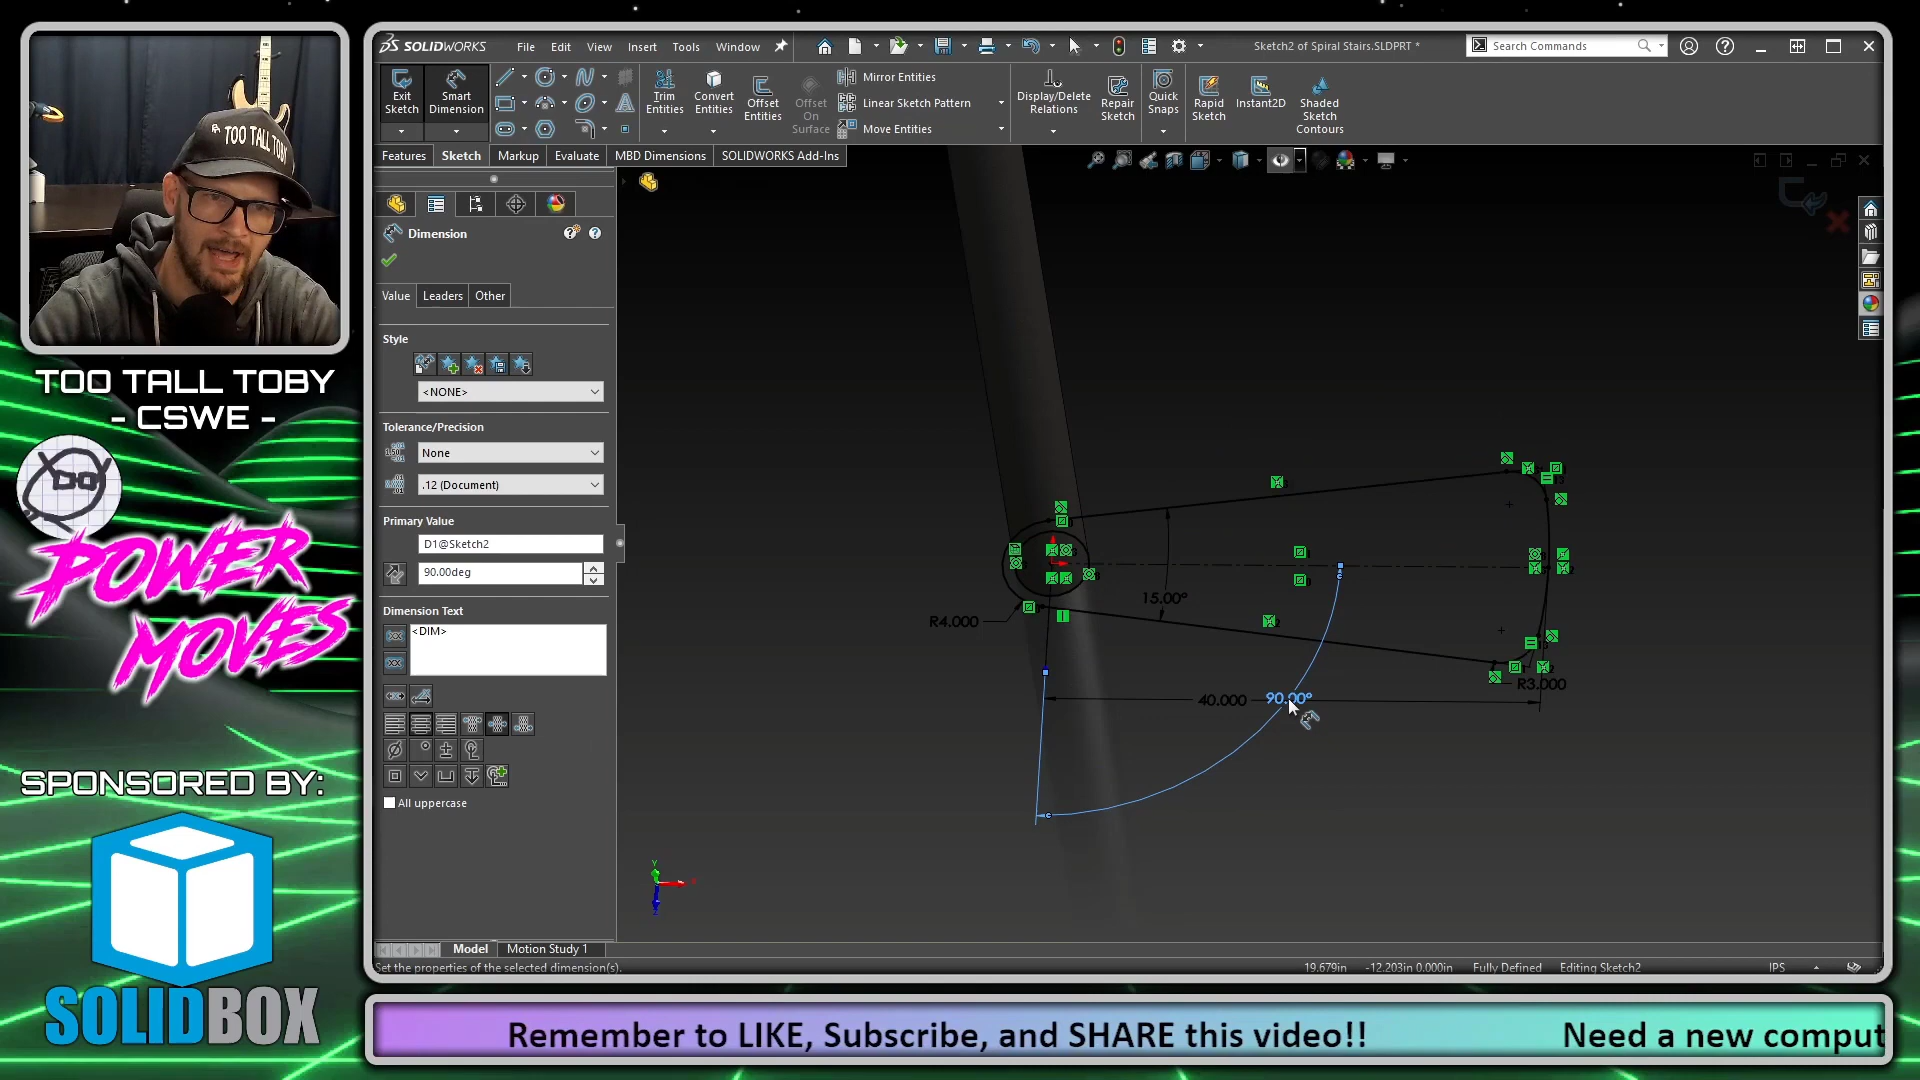 TOO TALL TOBY
TOO TALL TOBY
- CSWE -
POWER
MOVES
SPONSORED BY:
SOLIDBOX
SOLIDWORKS
File Edit View Insert Tools Window
Sketch2 of Spiral Stairs.SLDPRT *
Search Commands
Exit Sketch
Smart Dimension
Trim Entities
Convert Entities
Offset Entities
Offset On Surface
Mirror Entities
Linear Sketch Pattern
Move Entities
Display/Delete Relations
Repair Sketch
Quick Snaps
Rapid Sketch
Instant2D
Shaded Sketch Contours
Features Sketch Markup Evaluate MBD Dimensions SOLIDWORKS Add-Ins
Dimension
Value Leaders Other
Style
<NONE>
Tolerance/Precision
None
.12 (Document)
Primary Value
D1@Sketch2
90.00deg
Dimension Text
<DIM>
All uppercase
R4.000
15.00°
40.000
90.00°
R3.000
Model Motion Study 1
Set the properties of the selected dimension(s).
19.679in -12.203in 0.000in Fully Defined Editing Sketch2 IPS
Remember to LIKE, Subscribe, and SHARE this video!! Need a new comput